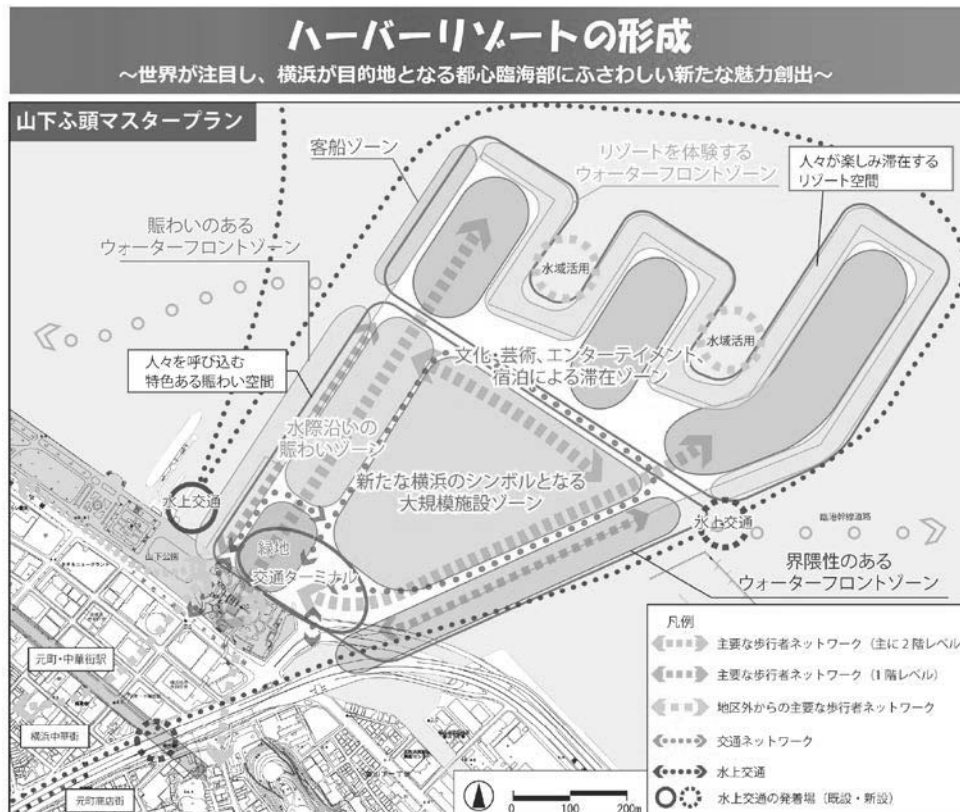 ハーバーリゾートの形成
～世界が注目し、横浜が目的地となる都心臨海部にふさわしい新たな魅力創出～
山下ふ頭マスタープラン
客船ゾーン
リゾートを体験する
ウォーターフロントゾーン
人々が楽しみ滞在する
リゾート空間
賑わいのある
ウォーターフロントゾーン
水域活用
水域活用
人々を呼び込む
特色ある賑わい空間
文化・芸術、エンターテイメント、
宿泊による滞在ゾーン
水際沿いの
賑わいゾーン
新たな横浜のシンボルとなる
大規模施設ゾーン
水上交通
水上交通
臨港幹線道路
山下公園
緑地
交通ターミナル
界隈性のある
ウォーターフロントゾーン
元町・中華街駅
横浜中華街
元町商店街
凡例
主要な歩行者ネットワーク（主に2階レベル
主要な歩行者ネットワーク（1階レベル）
地区外からの主要な歩行者ネットワーク
交通ネットワーク
水上交通
水上交通の発着場（既設・新設）
0 100 200m